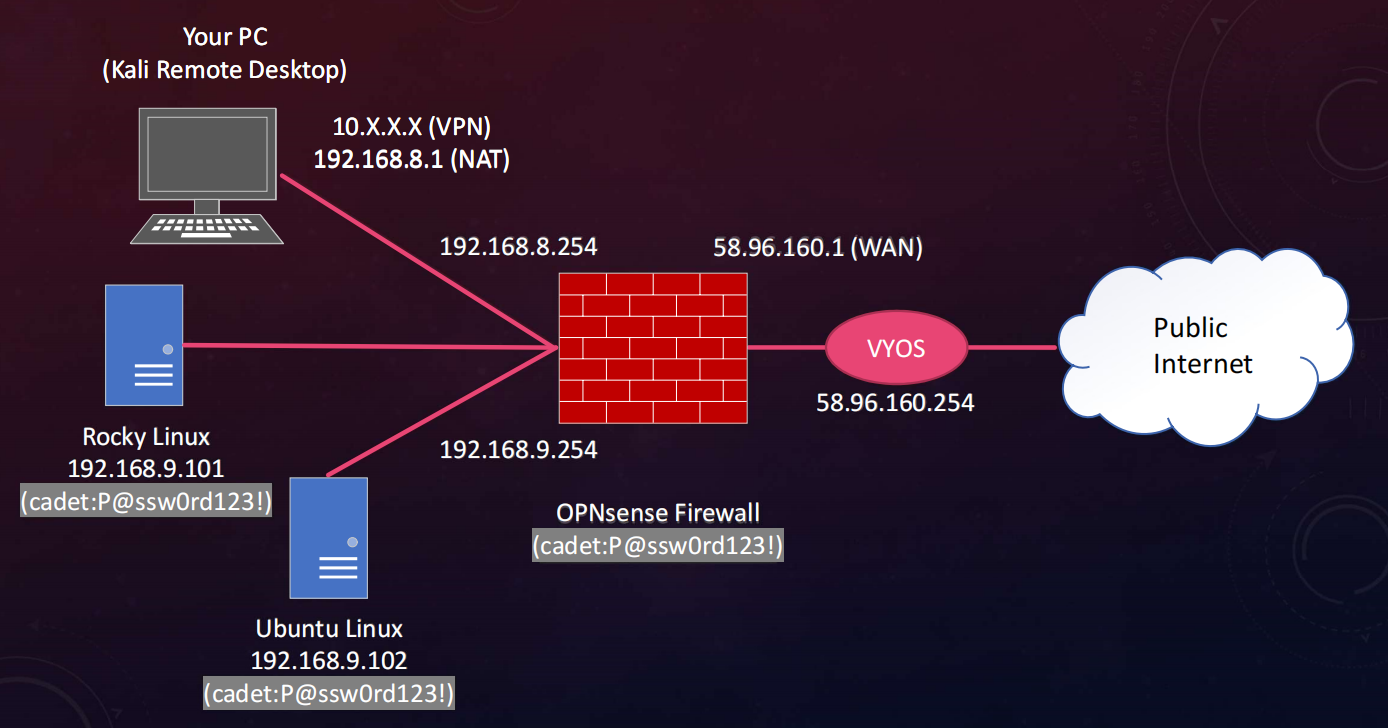 Your PC
(Kali Remote Desktop)
10.X.X.X (VPN)
192.168.8.1 (NAT)
192.168.8.254
58.96.160.1 (WAN)
VYOS
58.96.160.254
Public
Internet
Rocky Linux
192.168.9.101
(cadet:P@ssw0rd123!)
192.168.9.254
OPNsense Firewall
(cadet:P@ssw0rd123!)
Ubuntu Linux
192.168.9.102
(cadet:P@ssw0rd123!)